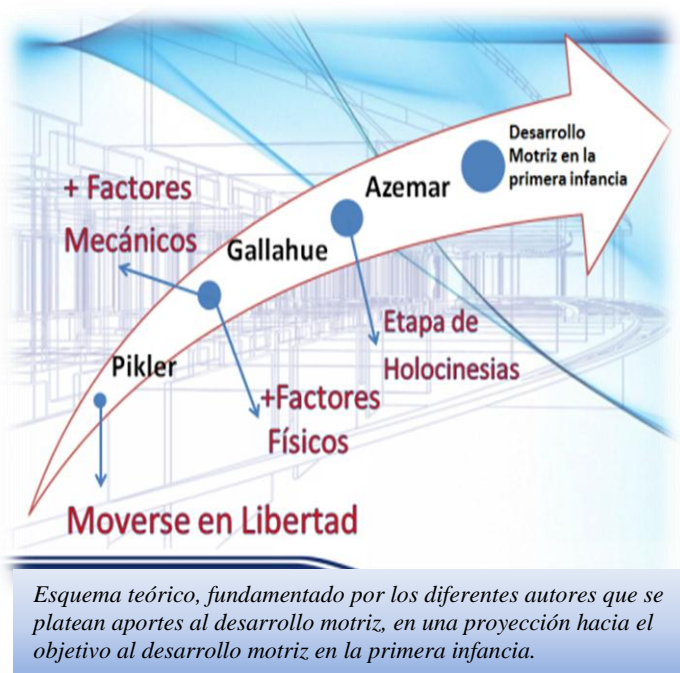 Desarrollo
Motriz en la
primera infancia
Azemar
+ Factores
Mecánicos
Gallahue
Etapa de
Holocinesias
Pikler
+Factores
Físicos
Moverse en Libertad
Esquema teórico, fundamentado por los diferentes autores que se
platean aportes al desarrollo motriz, en una proyección hacia el
objetivo al desarrollo motriz en la primera infancia.